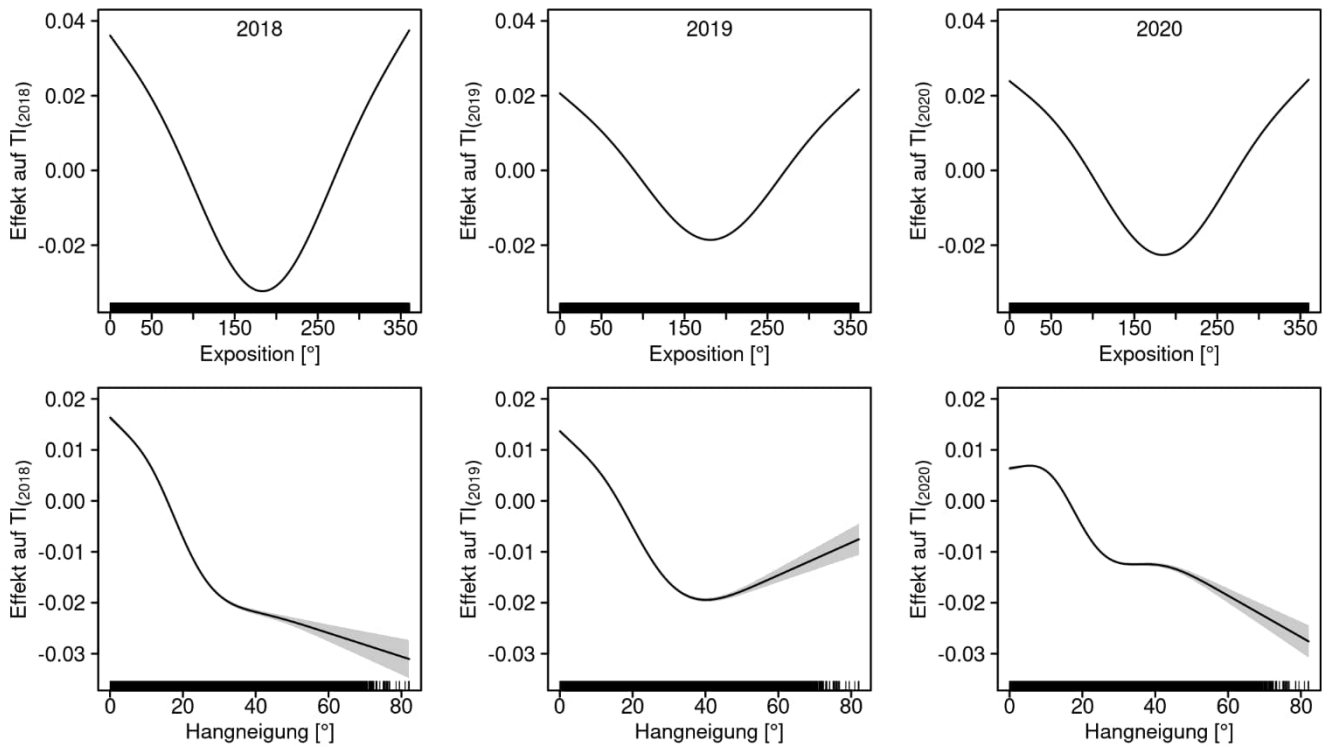 2018
0.04
0.02
0.00
-0.02
Effekt auf TI(2018)
0 50 150 250 350
Exposition [°]
2019
0.04
0.02
0.00
-0.02
Effekt auf TI(2019)
0 50 150 250 350
Exposition [°]
2020
0.04
0.02
0.00
-0.02
Effekt auf TI(2020)
0 50 150 250 350
Exposition [°]
0.02
0.01
0.00
-0.01
-0.02
-0.03
Effekt auf TI(2018)
0 20 40 60 80
Hangneigung [°]
0.02
0.01
0.00
-0.01
-0.02
-0.03
Effekt auf TI(2019)
0 20 40 60 80
Hangneigung [°]
0.02
0.01
0.00
-0.01
-0.02
-0.03
Effekt auf TI(2020)
0 20 40 60 80
Hangneigung [°]